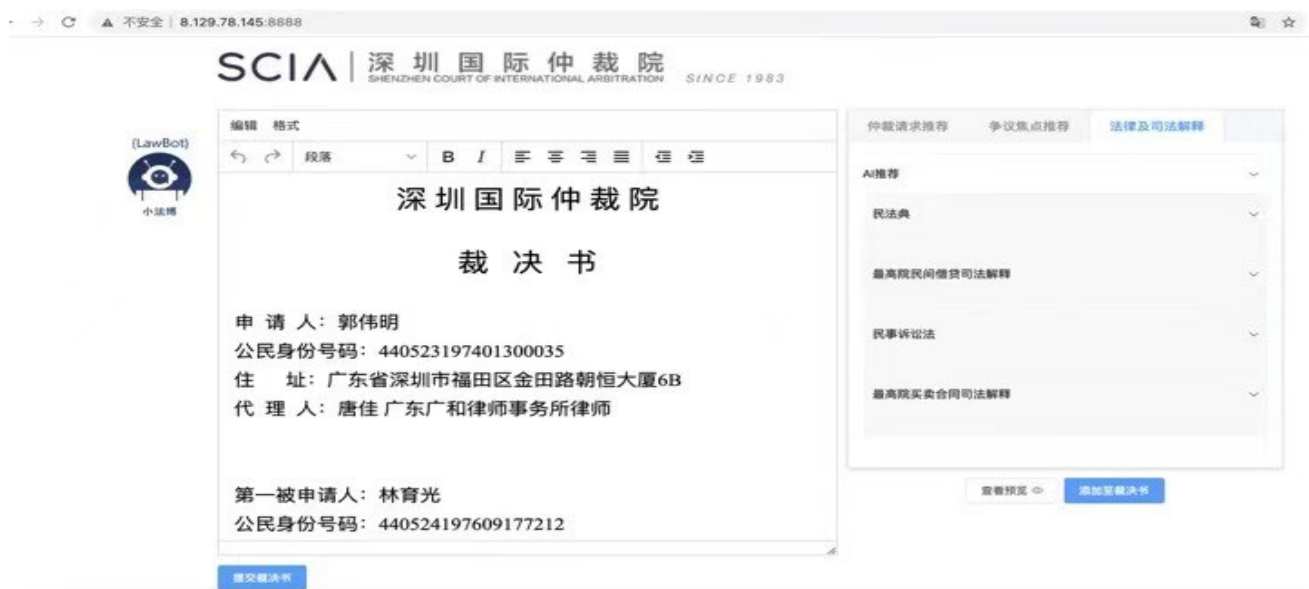 不安全 | 8.129.78.145:8888
SCIA 深圳国际仲裁院
SHENZHEN COURT OF INTERNATIONAL ARBITRATION SINCE 1983
(LawBot)
小法博
编辑 格式
段落 B I
深圳国际仲裁院
裁 决 书
申 请 人：郭伟明
公民身份号码：440523197401300035
住 址：广东省深圳市福田区金田路朝恒大厦6B
代 理 人：唐佳 广东广和律师事务所律师
第一被申请人：林育光
公民身份号码：440524197609177212
提交裁决书
仲裁请求推荐 争议焦点推荐 法律及司法解释
AI推荐
民法典
最高院民间借贷司法解释
民事诉讼法
最高院买卖合同司法解释
查看预览 添加至裁决书